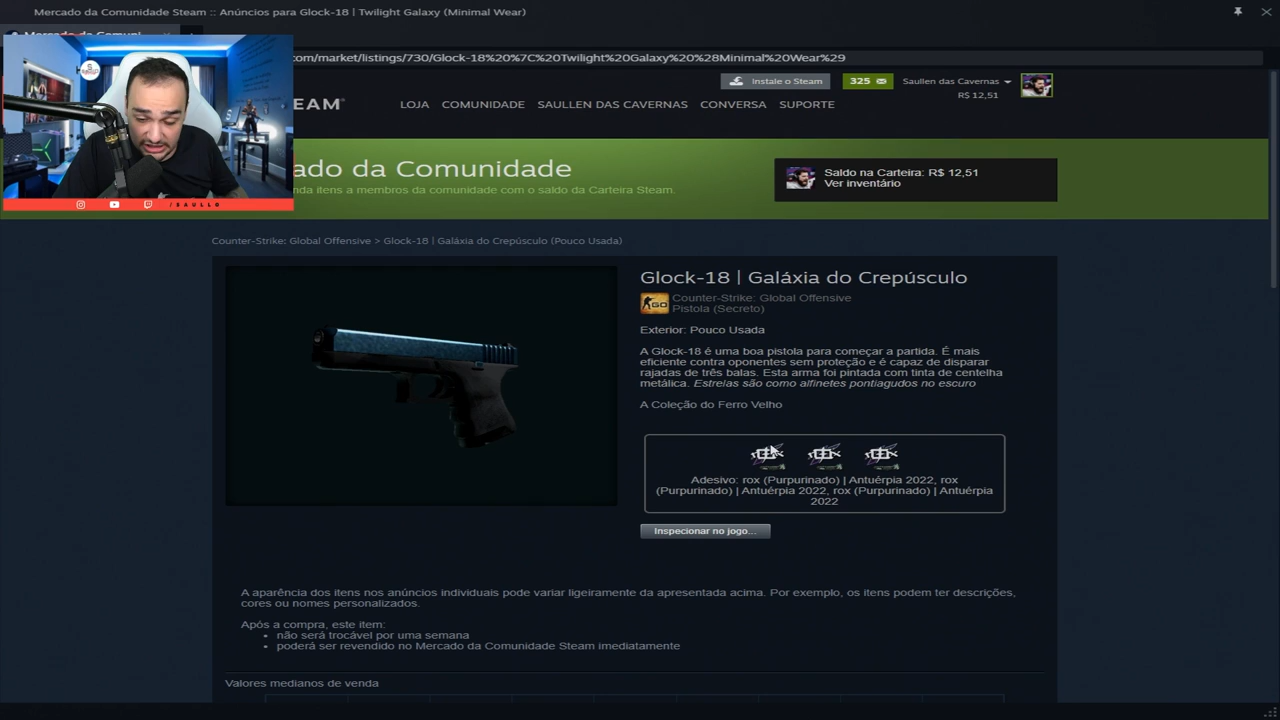 Mercado da Comunidade Steam :: Anúncios para Glock-18 | Twilight Galaxy (Minimal Wear)
com/market/listings/730/Glock-18%20%7C%20Twilight%20Galaxy%20%28Minimal%20Wear%29
Instale o Steam
325
Saullen das Cavernas
R$ 12,51
LOJA COMUNIDADE SAULLEN DAS CAVERNAS CONVERSA SUPORTE
ado da Comunidade
nda itens a membros da comunidade com o saldo da Carteira Steam.
Saldo na Carteira: R$ 12,51
Ver inventário
/SAULLO
Counter-Strike: Global Offensive > Glock-18 | Galáxia do Crepúsculo (Pouco Usada)
Glock-18 | Galáxia do Crepúsculo
GO
Counter-Strike: Global Offensive
Pistola (Secreto)
Exterior: Pouco Usada
A Glock-18 é uma boa pistola para começar a partida. É mais
eficiente contra oponentes sem proteção e é capaz de disparar
rajadas de três balas. Esta arma foi pintada com tinta de centelha
metálica. Estrelas são como alfinetes pontiagudos no escuro
A Coleção do Ferro Velho
Adesivo: rox (Purpurinado) | Antuérpia 2022, rox
(Purpurinado) | Antuérpia 2022, rox (Purpurinado) | Antuérpia
2022
Inspecionar no jogo...
A aparência dos itens nos anúncios individuais pode variar ligeiramente da apresentada acima. Por exemplo, os itens podem ter descrições,
cores ou nomes personalizados.
Após a compra, este item:
não será trocável por uma semana
poderá ser revendido no Mercado da Comunidade Steam imediatamente
Valores medianos de venda